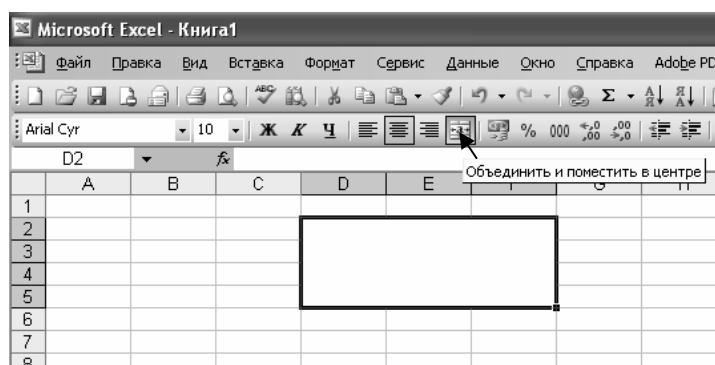 Microsoft Excel - Книга1
Файл Правка Вид Вставка Формат Сервис Данные Окно Справка Adobe PD
Arial Cyr 10 Ж К Ч % 000
D2 fx
Объединить и поместить в центре
A B C D E
1
2
3
4
5
6
7
8